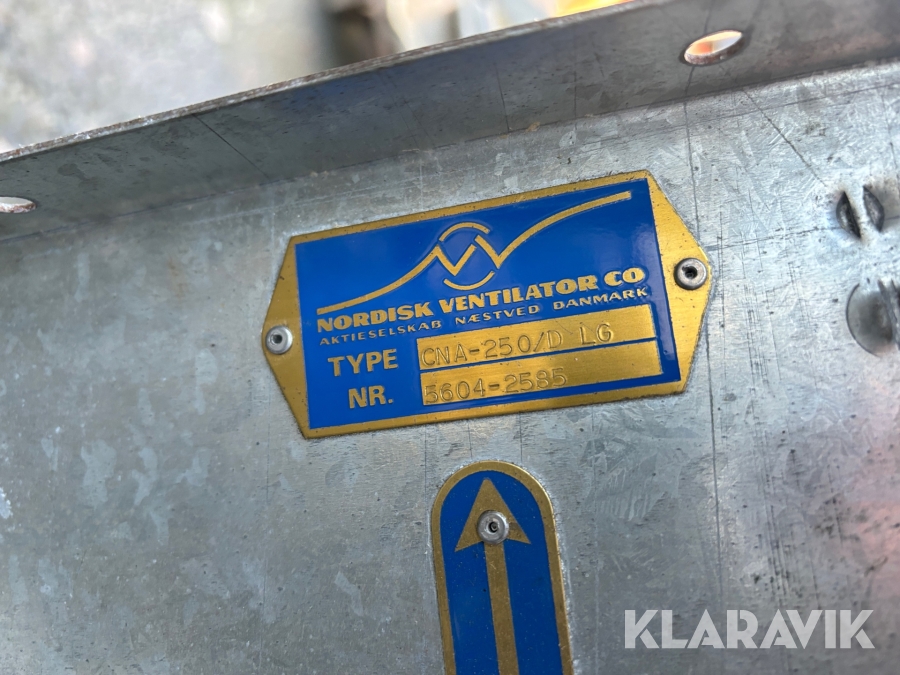 NORDISK VENTILATOR CO
AKTIESELSKAB NÆSTVED DANMARK
TYPE CNA-250/D LG
NR. 5604-2585
KLARAVIK